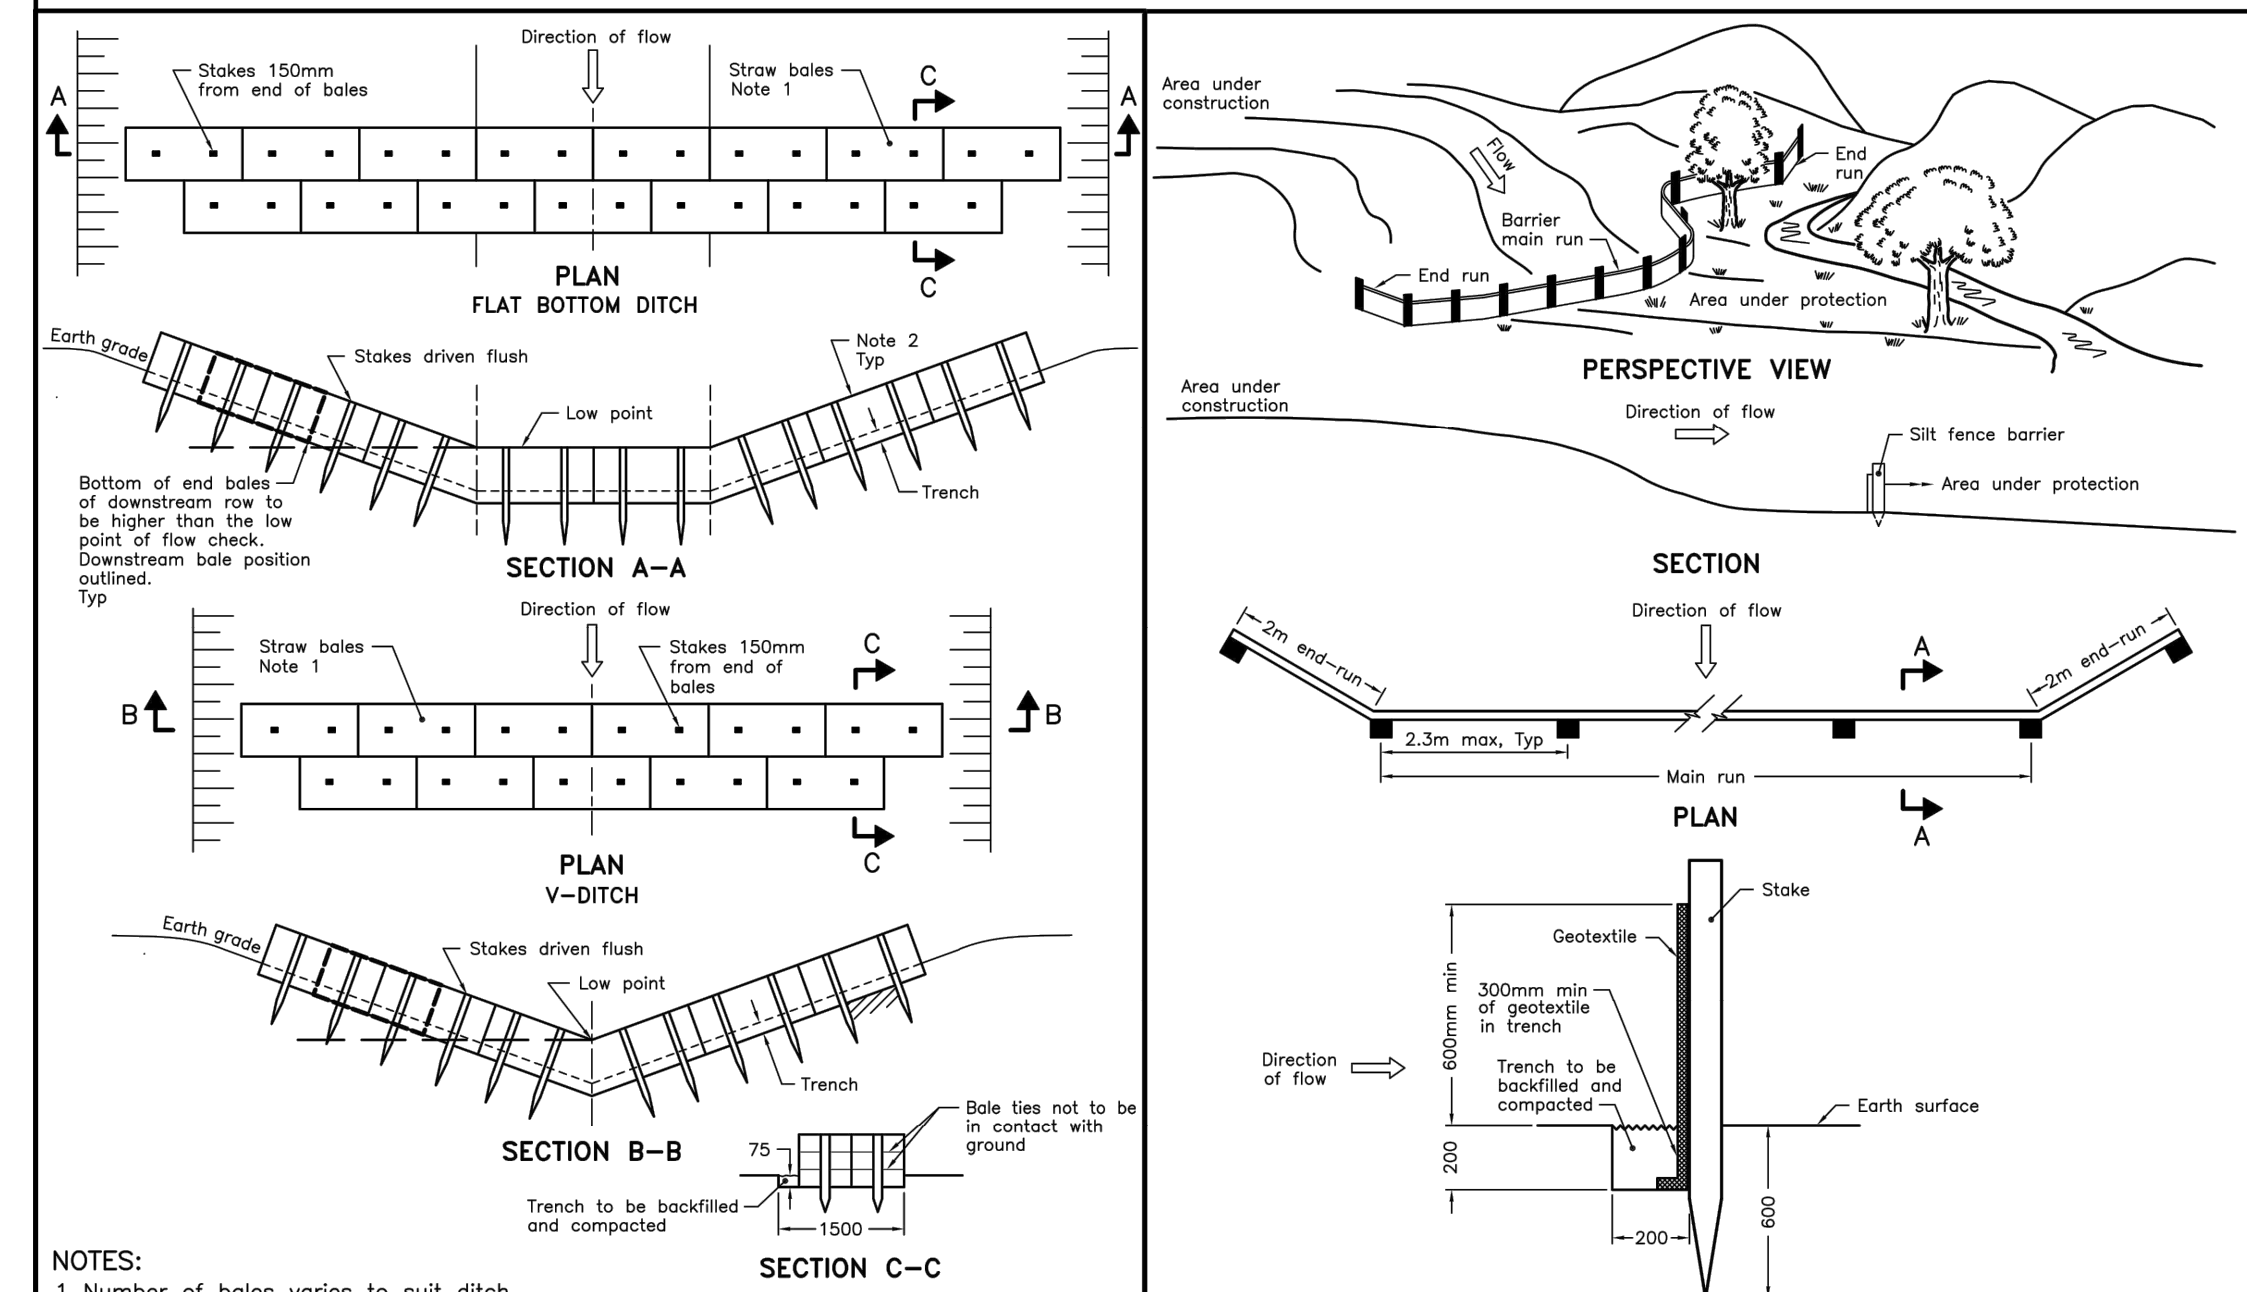 Direction of flow
Stakes 150mm
from end of bales
Straw bales
Note 1
C
A
A
C
PLAN
FLAT BOTTOM DITCH
Earth grade
Stakes driven flush
Note 2
Typ
Low point
Bottom of end bales
of downstream row to
be higher than the low
point of flow check.
Downstream bale position
outlined.
Typ
Trench
SECTION A-A
Direction of flow
Straw bales
Note 1
Stakes 150mm
from end of
bales
C
B
B
C
PLAN
V-DITCH
Earth grade
Stakes driven flush
Low point
Trench
SECTION B-B
Bale ties not to be
in contact with
ground
75
Trench to be backfilled
and compacted
1500
SECTION C-C
NOTES:
1 Number of bales varies to suit ditch
Area under
construction
Flow
End
run
Barrier
main run
End run
Area under protection
PERSPECTIVE VIEW
Area under
construction
Direction of flow
Silt fence barrier
Area under protection
SECTION
Direction of flow
2m end-run
2m end-run
A
2.3m max, Typ
Main run
PLAN
A
Stake
Geotextile
600mm min
300mm min
of geotextile
in trench
Direction
of flow
Trench to be
backfilled and
compacted
Earth surface
200
200
600